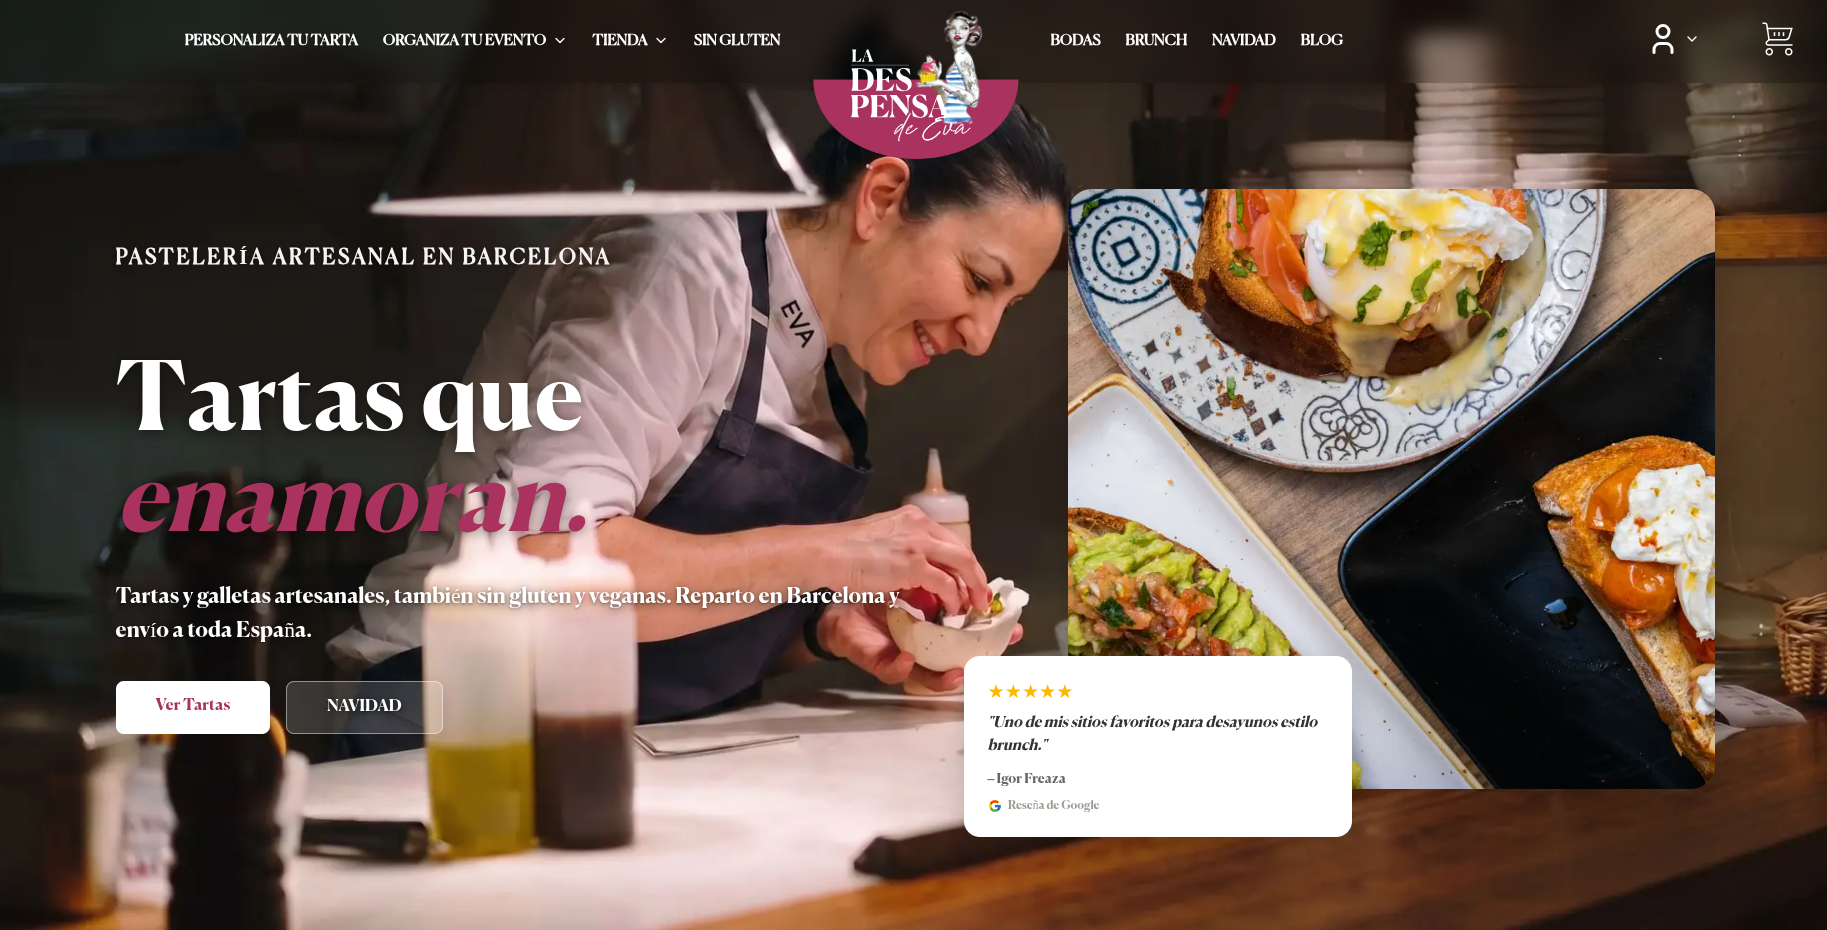 PERSONALIZA TU TARTA ORGANIZA TU EVENTO TIENDA SIN GLUTEN
LA
DES
PENSA
de Eva
BODAS BRUNCH NAVIDAD BLOG
PASTELERÍA ARTESANAL EN BARCELONA
EVA
Tartas que
enamoran.
Tartas y galletas artesanales, también sin gluten y veganas. Reparto en Barcelona y
envío a toda España.
Ver Tartas NAVIDAD
"Uno de mis sitios favoritos para desayunos estilo
brunch."
– Igor Freaza
Reseña de Google